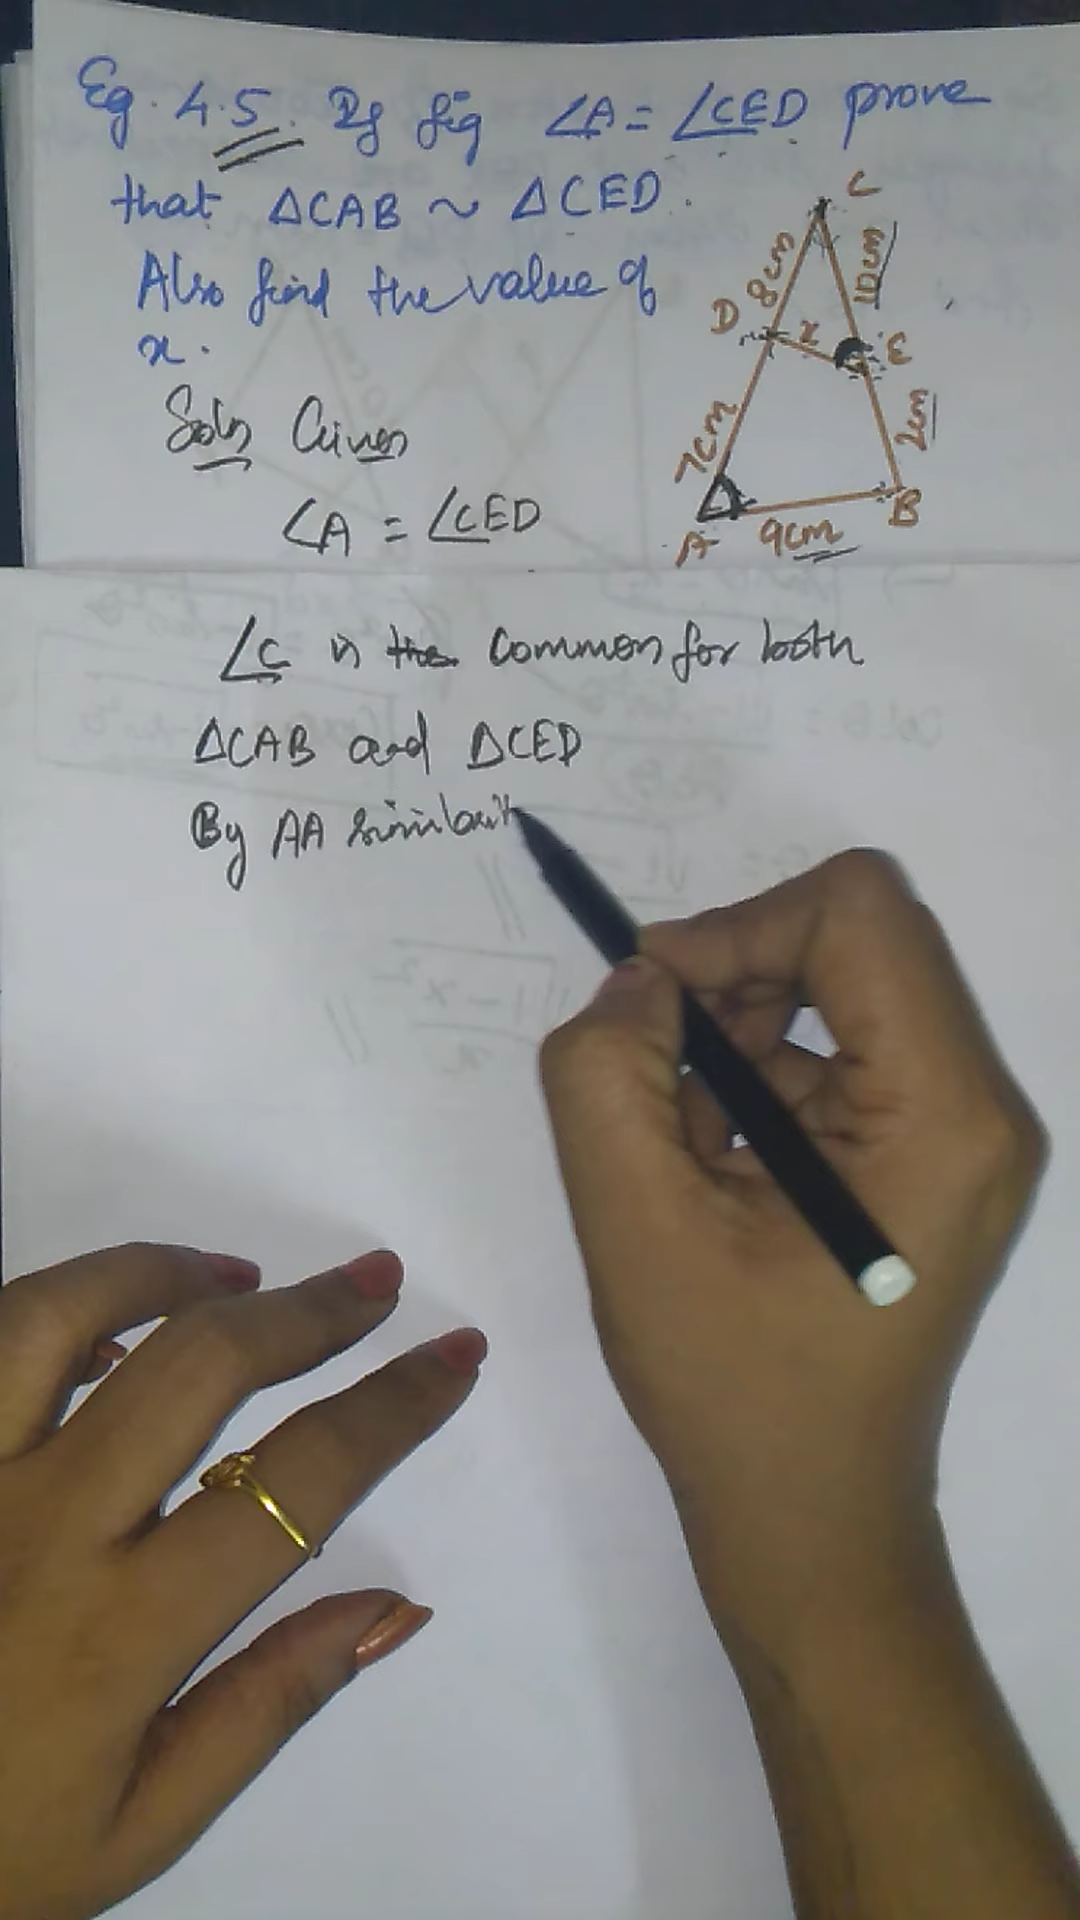 Eg. 4.5. If fig ∠A = ∠CED prove
that ΔCAB ~ ΔCED.
Also find the value of
x.
C
8cm
10cm
D
x
E
7cm
2cm
A
9cm
B
Soln Given
∠A = ∠CED
∠C is the common for both
ΔCAB and ΔCED
By AA similarit